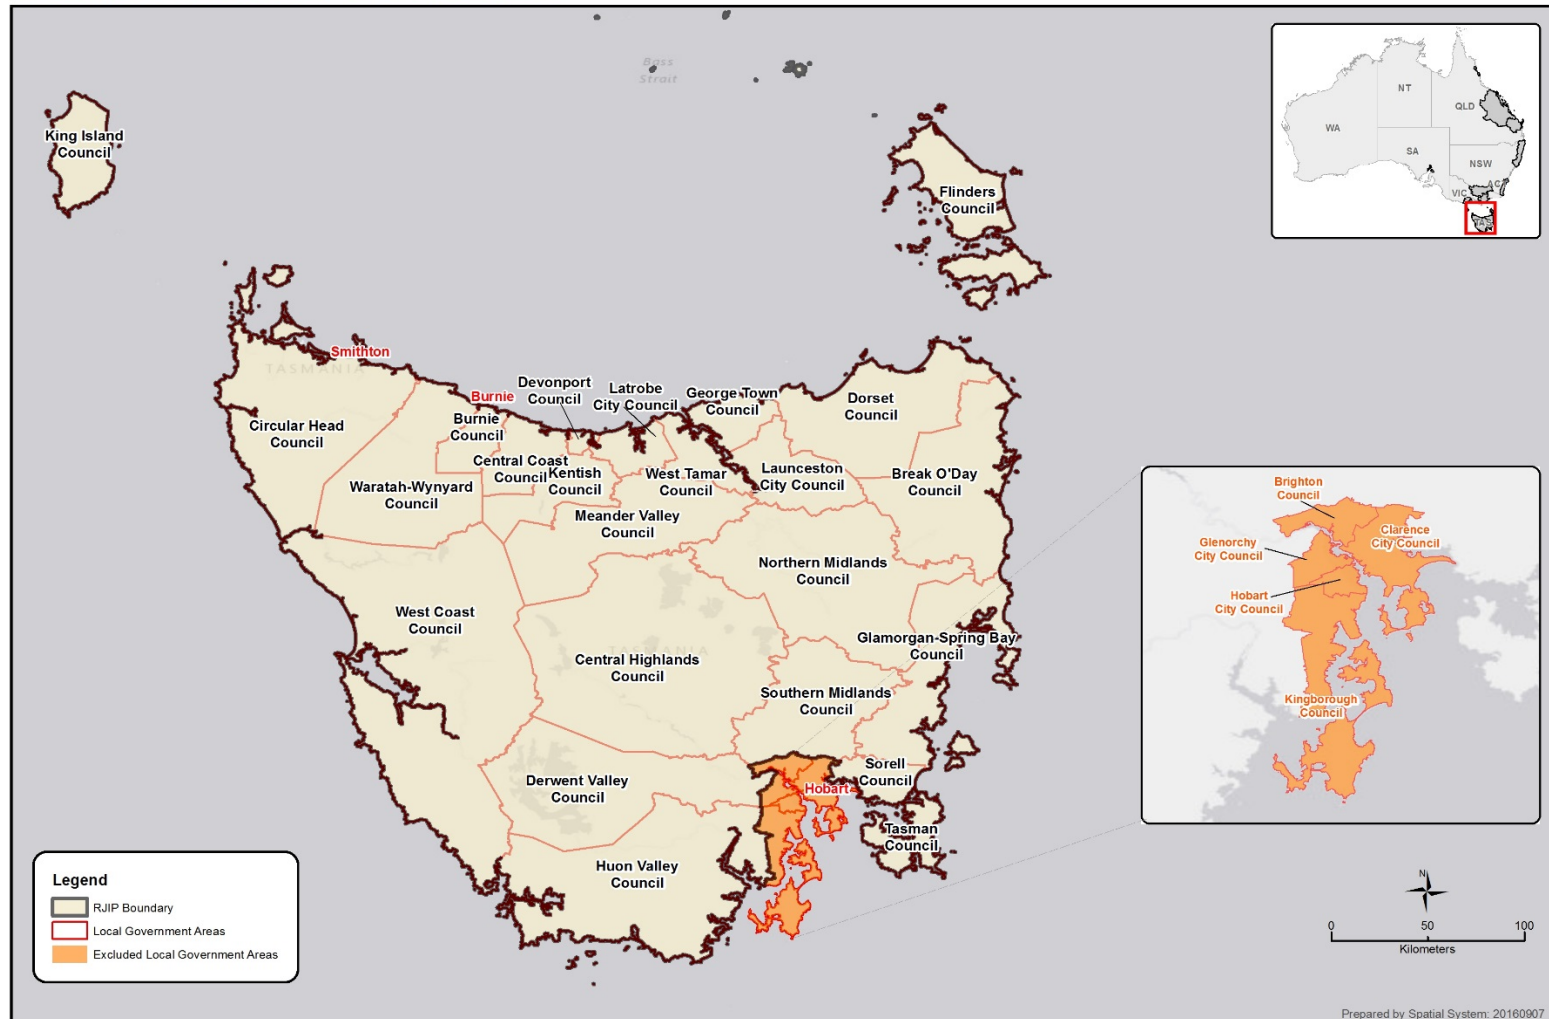 Bass
Strait
King Island
Council
Flinders
Council
NT
QLD
WA
SA
NSW
AC
VIC
TAS
Smithton
TASMANIA
Burnie
Devonport
Council
Latrobe
City Council
George Town
Council
Dorset
Council
Circular Head
Council
Burnie
Council
Central Coast
Council
Kentish
Council
West Tamar
Council
Launceston
City Council
Break O'Day
Council
Waratah-Wynyard
Council
Meander Valley
Council
Northern Midlands
Council
West Coast
Council
Glamorgan-Spring Bay
Council
TASMANIA
Central Highlands
Council
Southern Midlands
Council
Derwent Valley
Council
Sorell
Council
Hobart
Tasman
Council
Huon Valley
Council
Brighton
Council
Clarence
City Council
Glenorchy
City Council
Hobart
City Council
Kingborough
Council
Legend
RJIP Boundary
Local Government Areas
Excluded Local Government Areas
N
0 50 100
Kilometers
Prepared by Spatial System: 20160907